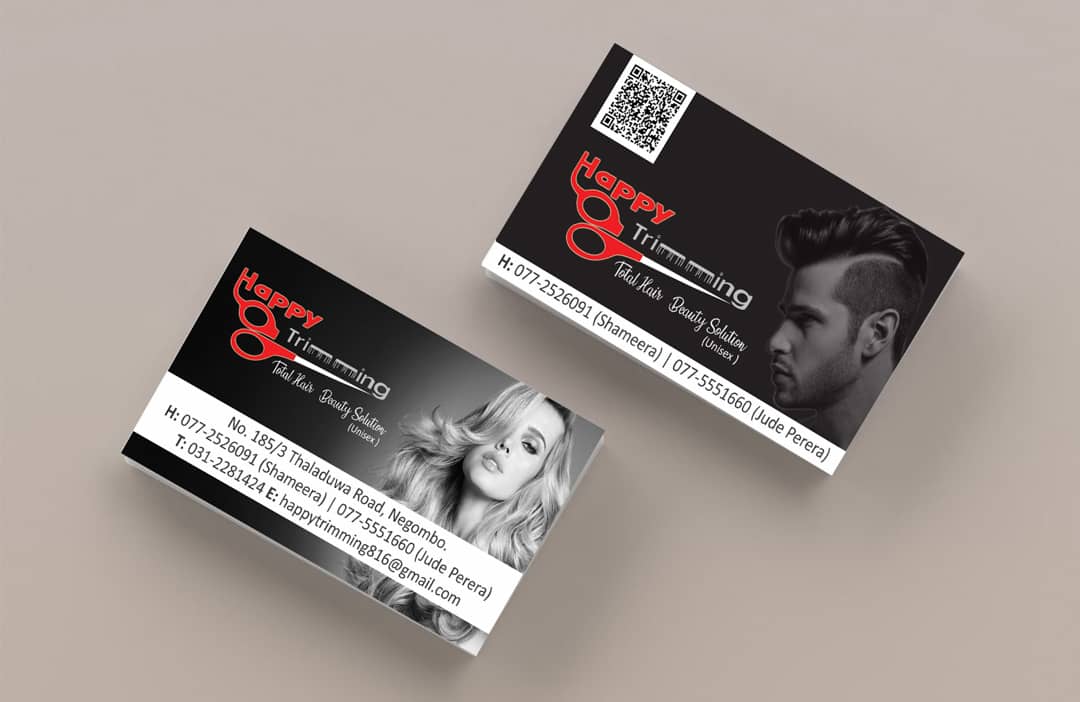 Happy
Trimming
Total Hair Beauty Solution
(Unisex)
H: 077-2526091 (Shameera) | 077-5551660 (Jude Perera)
Happy
Trimming
Total Hair Beauty Solution
(Unisex)
No. 185/3 Thaladuwa Road, Negombo.
H: 077-2526091 (Shameera) | 077-5551660 (Jude Perera)
T: 031-2281424 E: happytrimming816@gmail.com